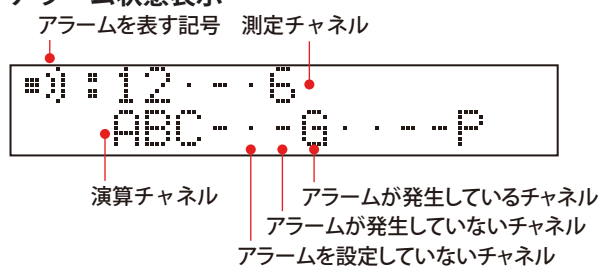 アラーム状態表示
アラームを表す記号 測定チャネル
■)):12・-・6
ABC-・-G・・--P
演算チャネル
アラームが発生しているチャネル
アラームが発生していないチャネル
アラームを設定していないチャネル